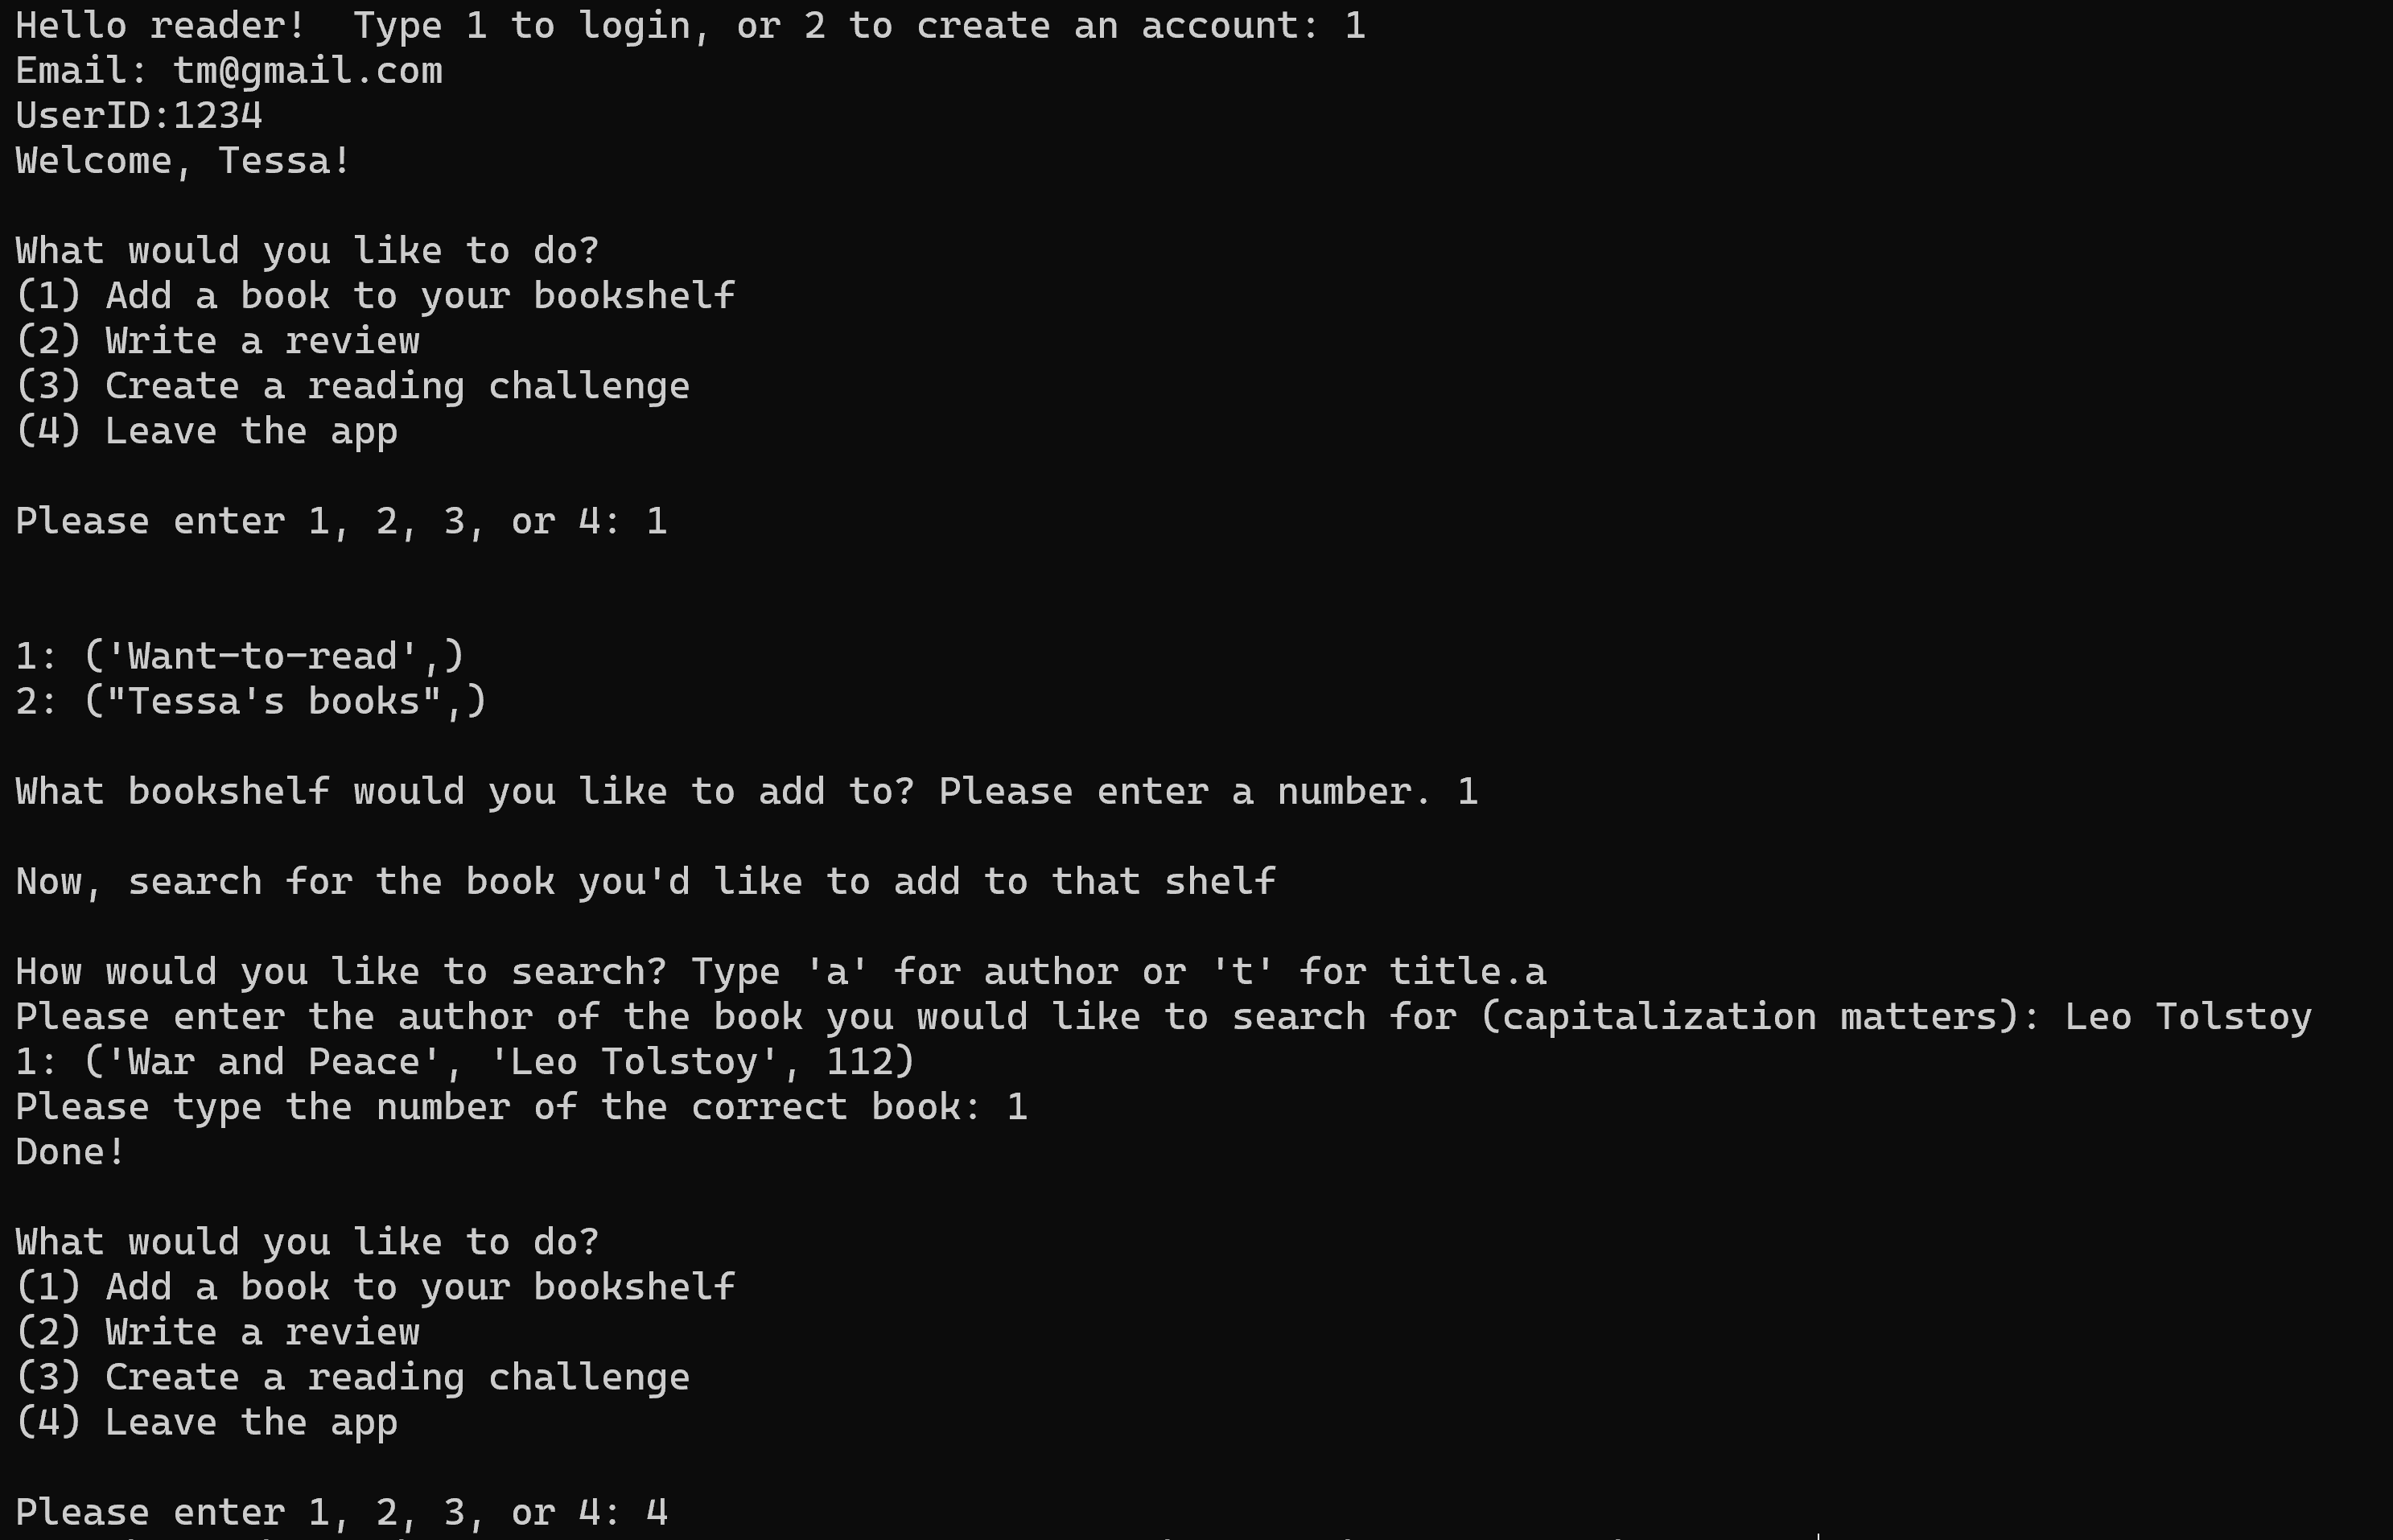 Hello reader!  Type 1 to login, or 2 to create an account: 1
Email: tm@gmail.com
UserID:1234
Welcome, Tessa!
What would you like to do?
(1) Add a book to your bookshelf
(2) Write a review
(3) Create a reading challenge
(4) Leave the app
Please enter 1, 2, 3, or 4: 1
1: ('Want-to-read',)
2: ("Tessa's books",)
What bookshelf would you like to add to? Please enter a number. 1
Now, search for the book you'd like to add to that shelf
How would you like to search? Type 'a' for author or 't' for title.a
Please enter the author of the book you would like to search for (capitalization matters): Leo Tolstoy
1: ('War and Peace', 'Leo Tolstoy', 112)
Please type the number of the correct book: 1
Done!
What would you like to do?
(1) Add a book to your bookshelf
(2) Write a review
(3) Create a reading challenge
(4) Leave the app
Please enter 1, 2, 3, or 4: 4